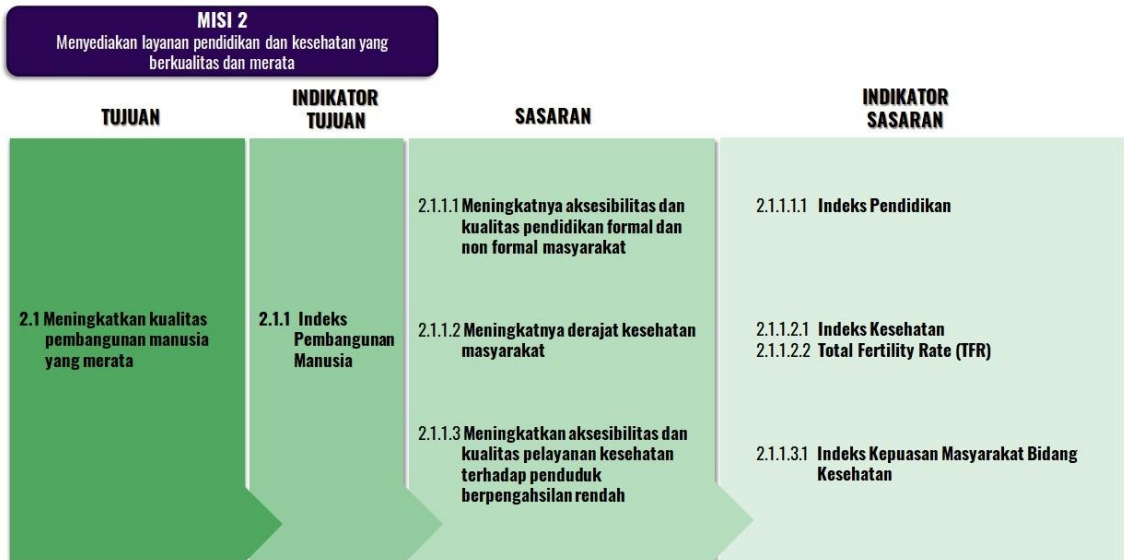 MISI 2
Menyediakan layanan pendidikan dan kesehatan yang
berkualitas dan merata
TUJUAN
INDIKATOR
TUJUAN
SASARAN
INDIKATOR
SASARAN
2.1 Meningkatkan kualitas
pembangunan manusia
yang merata
2.1.1 Indeks
Pembangunan
Manusia
2.1.1.1 Meningkatnya aksesibilitas dan
kualitas pendidikan formal dan
non formal masyarakat
2.1.1.2 Meningkatnya derajat kesehatan
masyarakat
2.1.1.3 Meningkatkan aksesibilitas dan
kualitas pelayanan kesehatan
terhadap penduduk
berpengahsilan rendah
2.1.1.1.1 Indeks Pendidikan
2.1.1.2.1 Indeks Kesehatan
2.1.1.2.2 Total Fertility Rate (TFR)
2.1.1.3.1 Indeks Kepuasan Masyarakat Bidang
Kesehatan